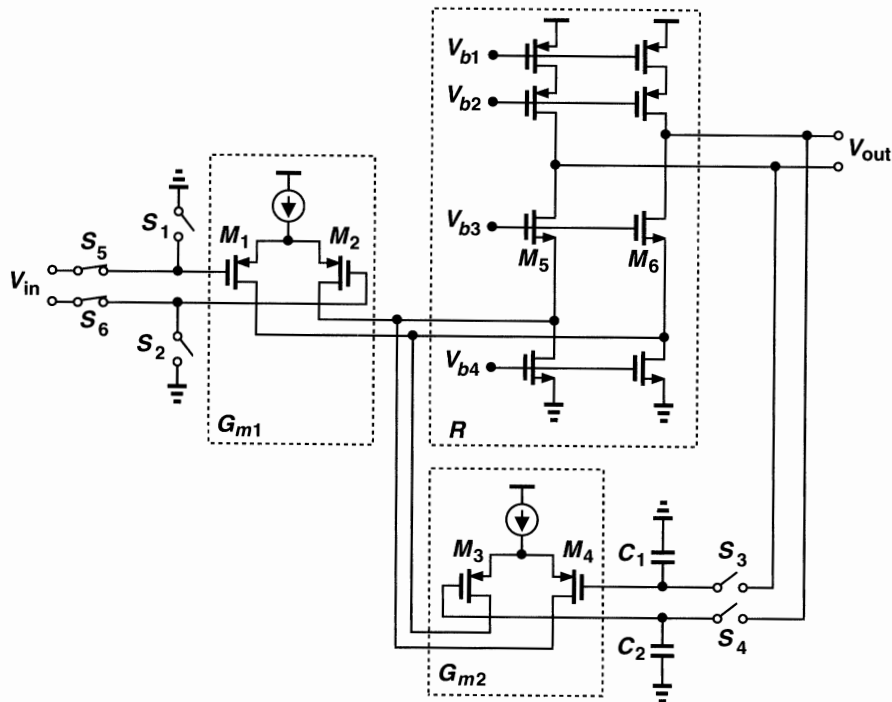 V_b1
V_b2
V_out
S_1
M_1 M_2
V_b3
S_5
M_5 M_6
V_in
S_6
S_2
V_b4
G_m1
R
M_3 M_4
C_1 S_3
C_2 S_4
G_m2